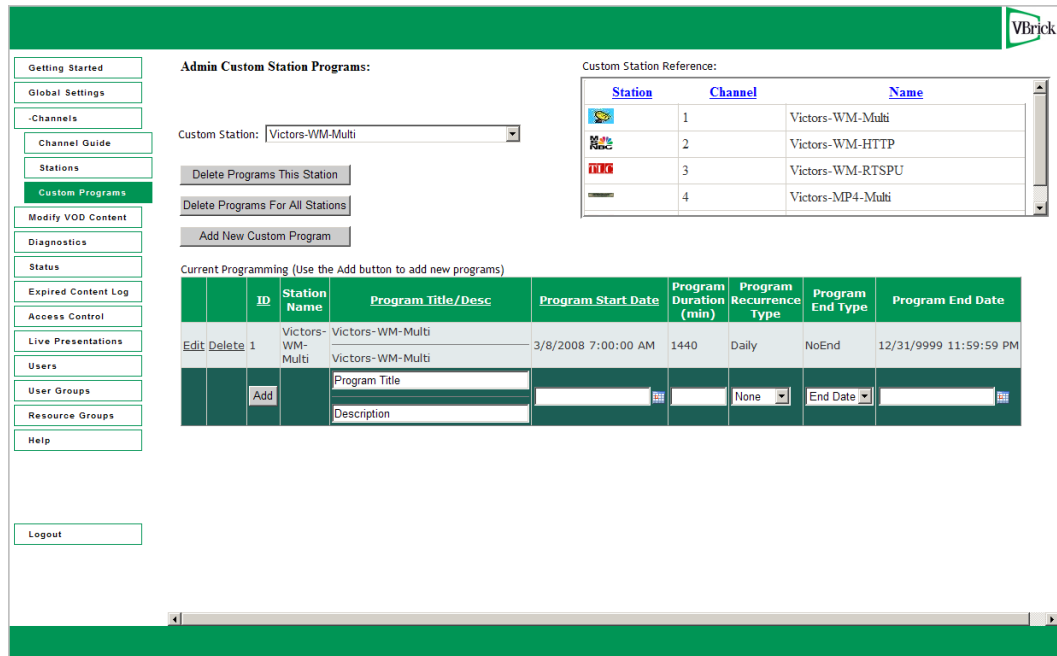 VBrick
Getting Started
Global Settings
-Channels
Channel Guide
Stations
Custom Programs
Modify VOD Content
Diagnostics
Status
Expired Content Log
Access Control
Live Presentations
Users
User Groups
Resource Groups
Help
Logout
Admin Custom Station Programs:
Custom Station: Victors-WM-Multi
Delete Programs This Station
Delete Programs For All Stations
Add New Custom Program
Custom Station Reference:
Station Channel Name
1 Victors-WM-Multi
MSNBC 2 Victors-WM-HTTP
TLC 3 Victors-WM-RTSPU
4 Victors-MP4-Multi
Current Programming (Use the Add button to add new programs)
ID Station Name Program Title/Desc Program Start Date Program Duration (min) Program Recurrence Type Program End Type Program End Date
Edit Delete 1 Victors-WM-Multi Victors-WM-Multi 3/8/2008 7:00:00 AM 1440 Daily NoEnd 12/31/9999 11:59:59 PM
Victors-WM-Multi
Add Program Title None End Date
Description